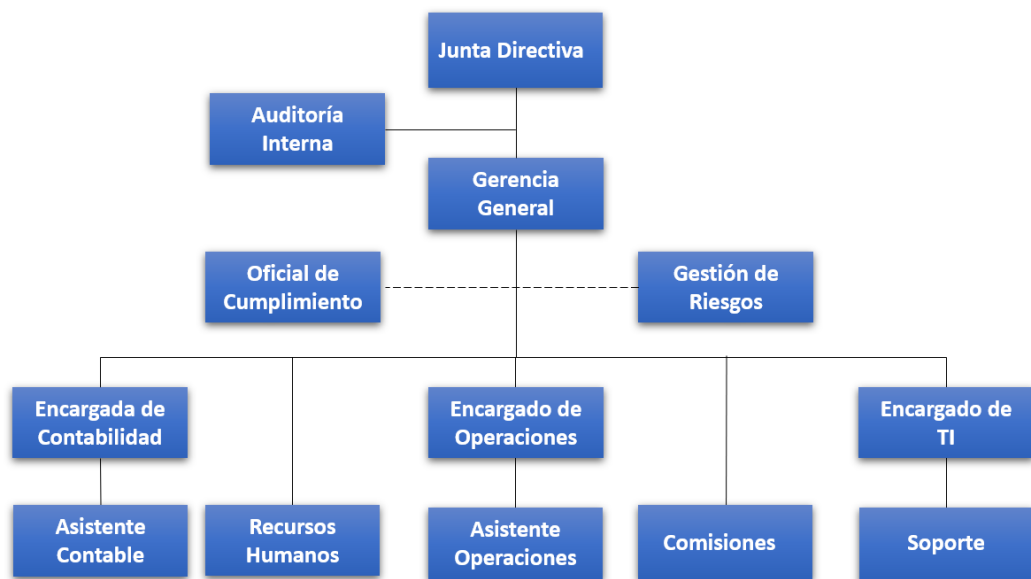 Junta Directiva
Auditoría
Interna
Gerencia
General
Oficial de
Cumplimiento
Gestión de
Riesgos
Encargada de
Contabilidad
Encargado de
Operaciones
Encargado de
TI
Asistente
Contable
Recursos
Humanos
Asistente
Operaciones
Comisiones
Soporte